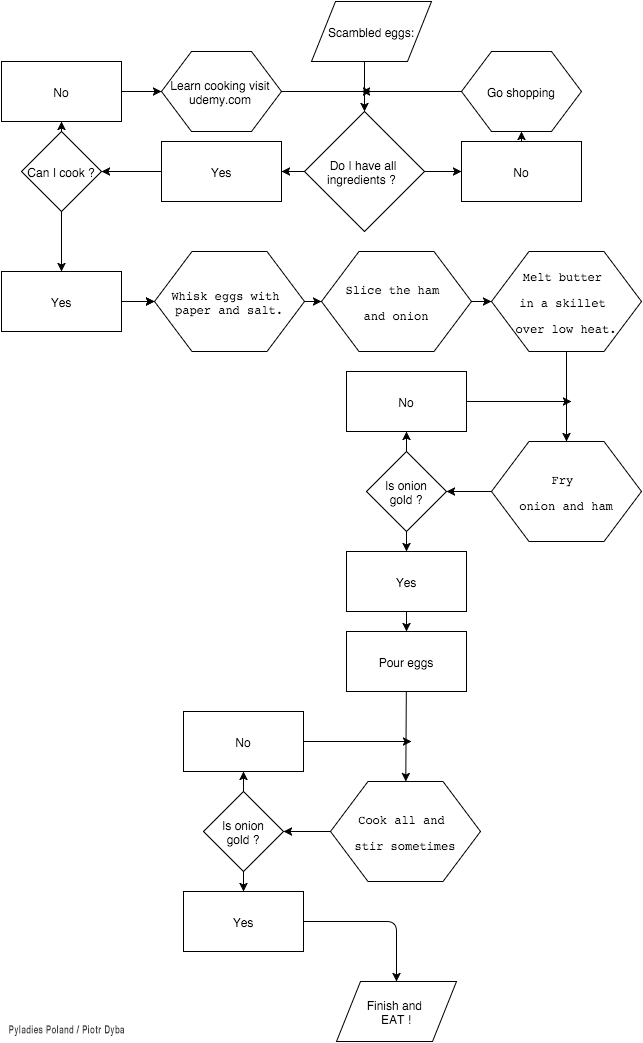 Scambled eggs:
No
Learn cooking visit
udemy.com
Go shopping
Can I cook ?
Yes
Do I have all
ingredients ?
No
Yes
Whisk eggs with
paper and salt.
Slice the ham
and onion
Melt butter
in a skillet
over low heat.
No
Is onion
gold ?
Fry
onion and ham
Yes
Pour eggs
No
Is onion
gold ?
Cook all and
stir sometimes
Yes
Finish and
EAT !
Pyladies Poland / Piotr Dyba